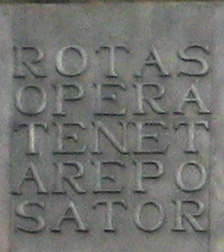 ROTAS
OPERA
TENET
AREPO
SATOR